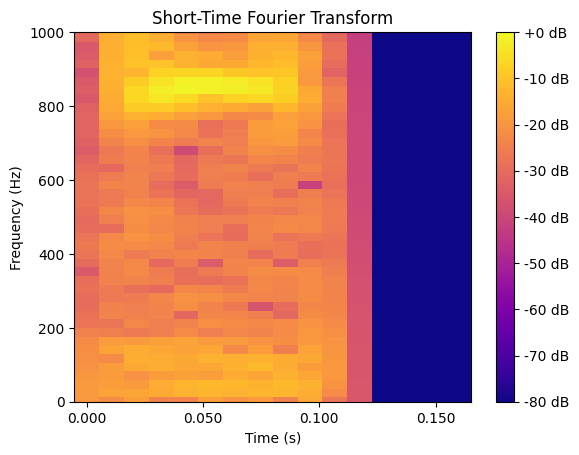 Short-Time Fourier Transform
1000
800
600
400
200
0
Frequency (Hz)
0.000
0.050
0.100
0.150
Time (s)
+0 dB
-10 dB
-20 dB
-30 dB
-40 dB
-50 dB
-60 dB
-70 dB
-80 dB